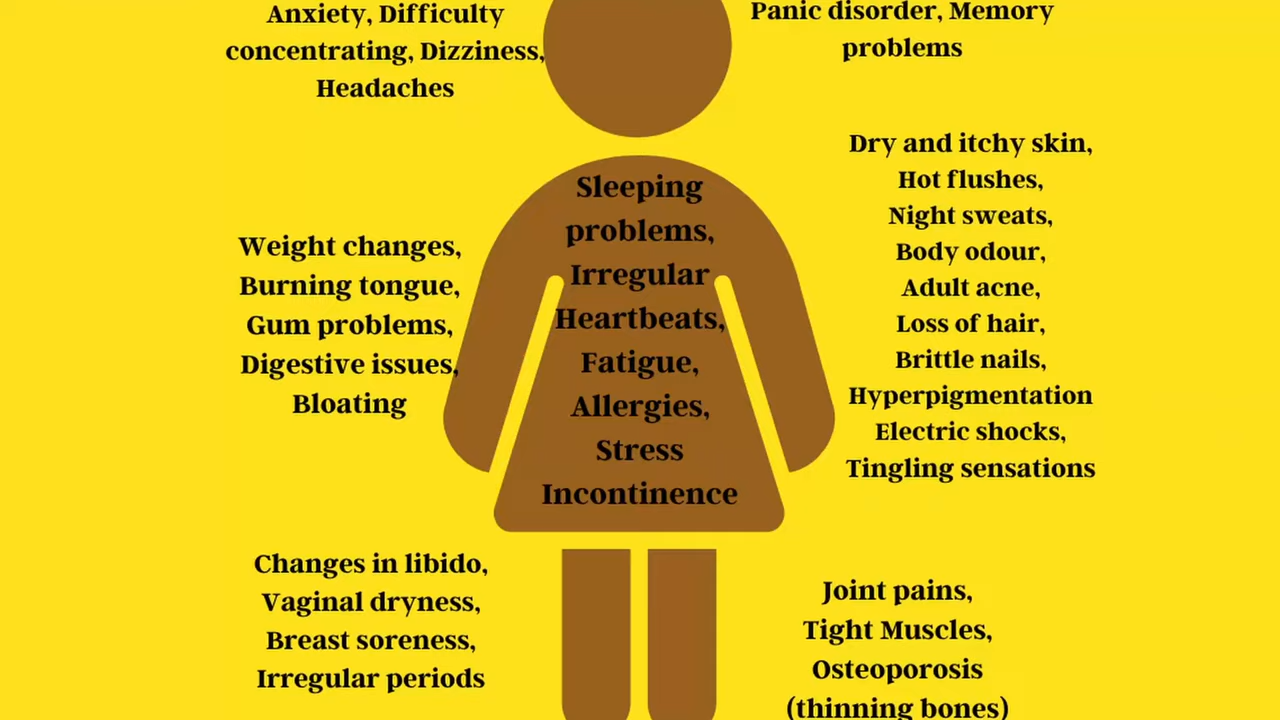 Anxiety, Difficulty
concentrating, Dizziness,
Headaches
Panic disorder, Memory
problems
Sleeping
problems,
Irregular
Heartbeats,
Fatigue,
Allergies,
Stress
Incontinence
Weight changes,
Burning tongue,
Gum problems,
Digestive issues,
Bloating
Dry and itchy skin,
Hot flushes,
Night sweats,
Body odour,
Adult acne,
Loss of hair,
Brittle nails,
Hyperpigmentation
Electric shocks,
Tingling sensations
Changes in libido,
Vaginal dryness,
Breast soreness,
Irregular periods
Joint pains,
Tight Muscles,
Osteoporosis
(thinning bones)